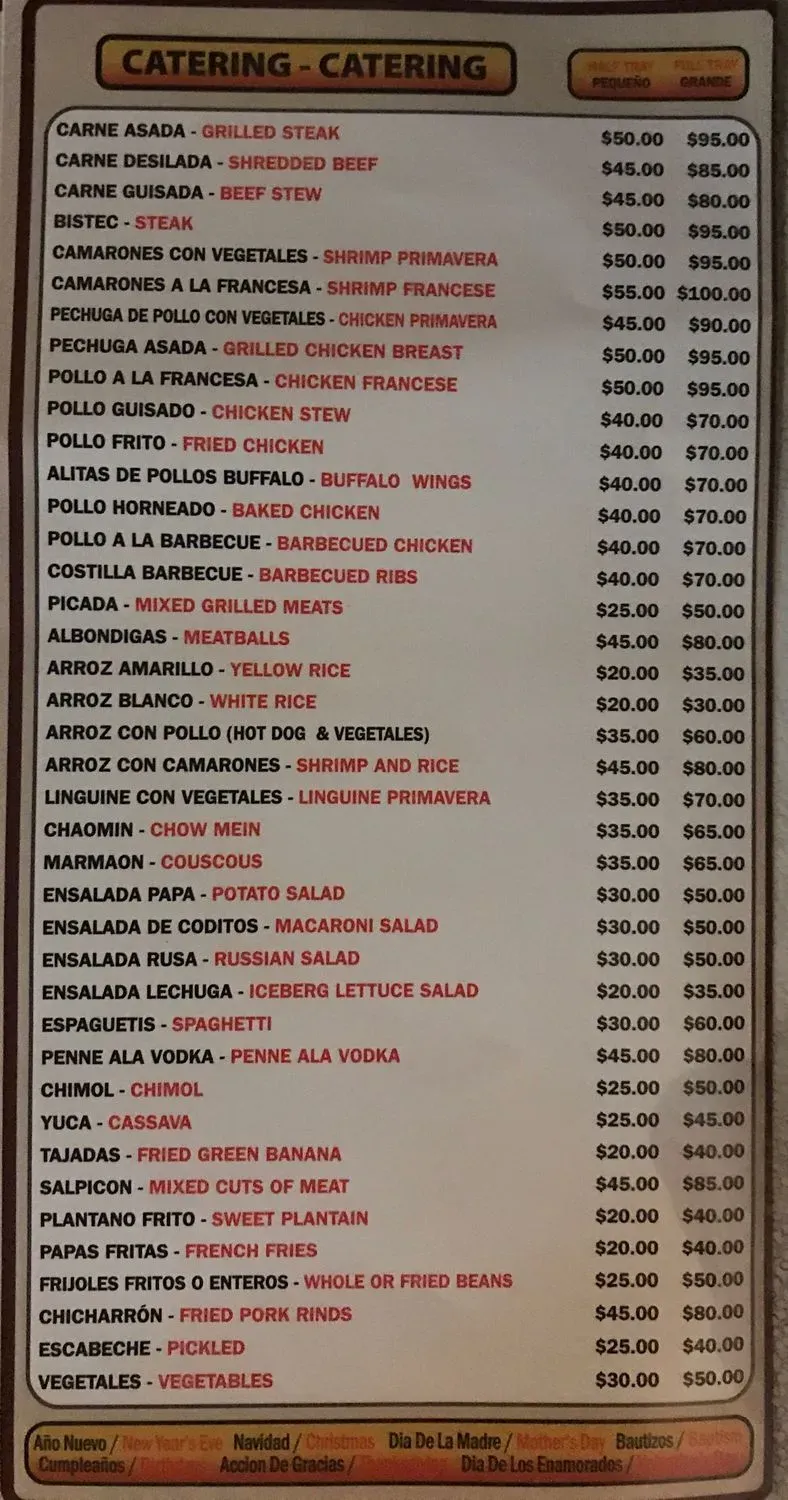 CATERING - CATERING
HALF TRAY FULL TRAY
PEQUEÑO GRANDE
CARNE ASADA - GRILLED STEAK $50.00 $95.00
CARNE DESILADA - SHREDDED BEEF $45.00 $85.00
CARNE GUISADA - BEEF STEW $45.00 $80.00
BISTEC - STEAK $50.00 $95.00
CAMARONES CON VEGETALES - SHRIMP PRIMAVERA $50.00 $95.00
CAMARONES A LA FRANCESA - SHRIMP FRANCESE $55.00 $100.00
PECHUGA DE POLLO CON VEGETALES - CHICKEN PRIMAVERA $45.00 $90.00
PECHUGA ASADA - GRILLED CHICKEN BREAST $50.00 $95.00
POLLO A LA FRANCESA - CHICKEN FRANCESE $50.00 $95.00
POLLO GUISADO - CHICKEN STEW $40.00 $70.00
POLLO FRITO - FRIED CHICKEN $40.00 $70.00
ALITAS DE POLLOS BUFFALO - BUFFALO WINGS $40.00 $70.00
POLLO HORNEADO - BAKED CHICKEN $40.00 $70.00
POLLO A LA BARBECUE - BARBECUED CHICKEN $40.00 $70.00
COSTILLA BARBECUE - BARBECUED RIBS $40.00 $70.00
PICADA - MIXED GRILLED MEATS $25.00 $50.00
ALBONDIGAS - MEATBALLS $45.00 $80.00
ARROZ AMARILLO - YELLOW RICE $20.00 $35.00
ARROZ BLANCO - WHITE RICE $20.00 $30.00
ARROZ CON POLLO (HOT DOG & VEGETALES) $35.00 $60.00
ARROZ CON CAMARONES - SHRIMP AND RICE $45.00 $80.00
LINGUINE CON VEGETALES - LINGUINE PRIMAVERA $35.00 $70.00
CHAOMIN - CHOW MEIN $35.00 $65.00
MARMAON - COUSCOUS $35.00 $65.00
ENSALADA PAPA - POTATO SALAD $30.00 $50.00
ENSALADA DE CODITOS - MACARONI SALAD $30.00 $50.00
ENSALADA RUSA - RUSSIAN SALAD $30.00 $50.00
ENSALADA LECHUGA - ICEBERG LETTUCE SALAD $20.00 $35.00
ESPAGUETIS - SPAGHETTI $30.00 $60.00
PENNE ALA VODKA - PENNE ALA VODKA $45.00 $80.00
CHIMOL - CHIMOL $25.00 $50.00
YUCA - CASSAVA $25.00 $45.00
TAJADAS - FRIED GREEN BANANA $20.00 $40.00
SALPICON - MIXED CUTS OF MEAT $45.00 $85.00
PLANTANO FRITO - SWEET PLANTAIN $20.00 $40.00
PAPAS FRITAS - FRENCH FRIES $20.00 $40.00
FRIJOLES FRITOS O ENTEROS - WHOLE OR FRIED BEANS $25.00 $50.00
CHICHARRÓN - FRIED PORK RINDS $45.00 $80.00
ESCABECHE - PICKLED $25.00 $40.00
VEGETALES - VEGETABLES $30.00 $50.00
Año Nuevo / New Year's Eve Navidad / Christmas Dia De La Madre / Mother's Day Bautizos /
Cumpleaños / Accion De Gracias / Dia De Los Enamorados /